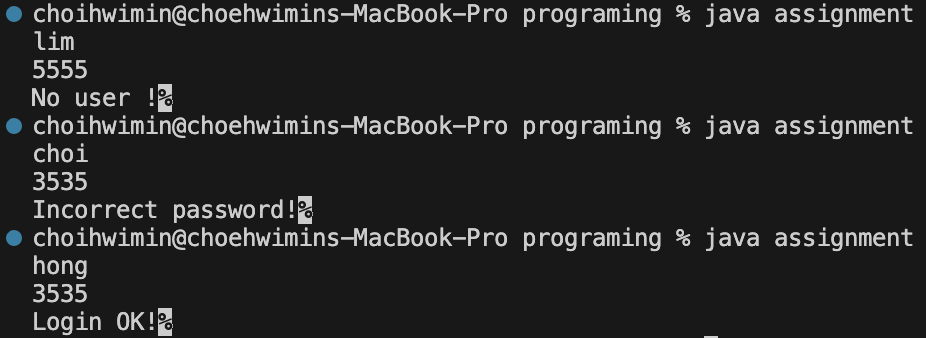 choihwimin@choehwimins-MacBook-Pro programing % java assignment
lim
5555
No user !%
choihwimin@choehwimins-MacBook-Pro programing % java assignment
choi
3535
Incorrect password!%
choihwimin@choehwimins-MacBook-Pro programing % java assignment
hong
3535
Login OK!%